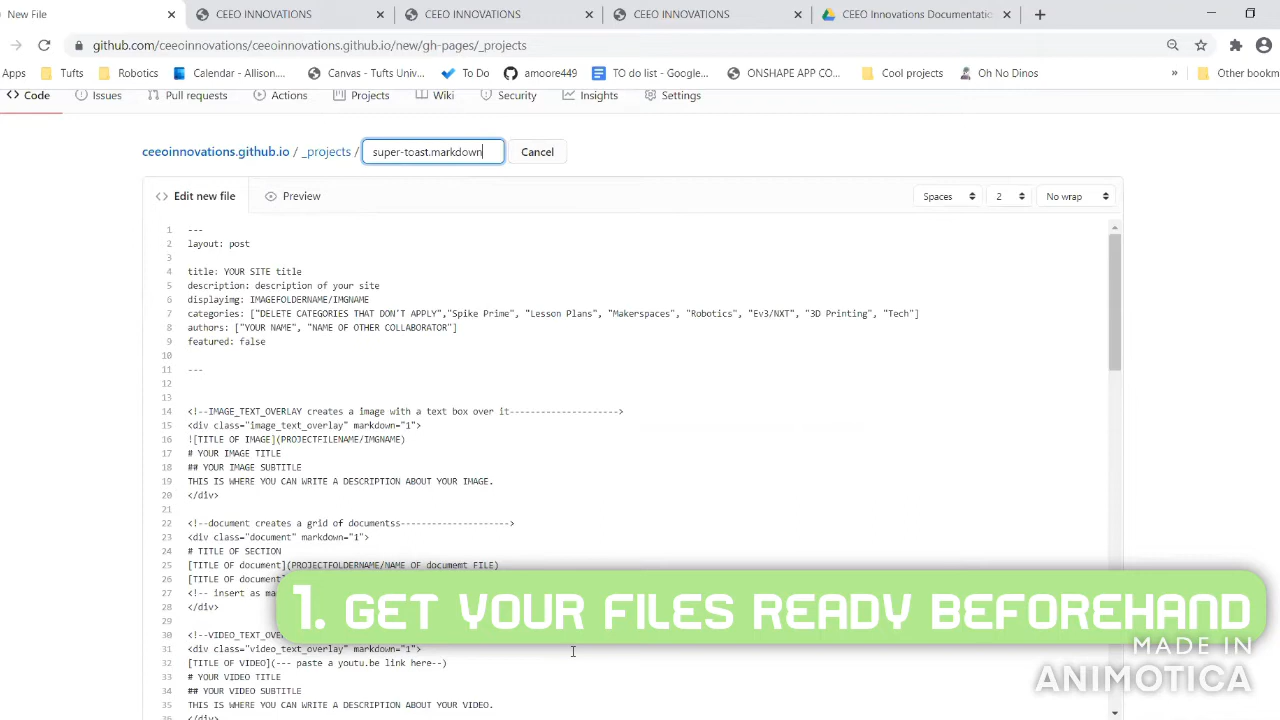 New File
CEEO INNOVATIONS
CEEO INNOVATIONS
CEEO INNOVATIONS
CEEO Innovations Documentatic
github.com/ceeoinnovations/ceeoinnovations.github.io/new/gh-pages/_projects
Apps Tufts Robotics Calendar - Allison.... Canvas - Tufts Univ... To Do amoore449 TO do list - Google... ONSHAPE APP CO... Cool projects Oh No Dinos » Other bookm
Code Issues Pull requests Actions Projects Wiki Security Insights Settings
ceeoinnovations.github.io / _projects / super-toast.markdown Cancel
<> Edit new file Preview Spaces 2 No wrap
1 ---
2 layout: post
3
4 title: YOUR SITE title
5 description: description of your site
6 displayimg: IMAGEFOLDERNAME/IMGNAME
7 categories: ["DELETE CATEGORIES THAT DON'T APPLY","Spike Prime", "Lesson Plans", "Makerspaces", "Robotics", "Ev3/NXT", "3D Printing", "Tech"]
8 authors: ["YOUR NAME", "NAME OF OTHER COLLABORATOR"]
9 featured: false
10
11 ---
12
13
14 <!--IMAGE_TEXT_OVERLAY creates a image with a text box over it--------------------->
15 <div class="image_text_overlay" markdown="1">
16 ![TITLE OF IMAGE](PROJECTFILENAME/IMGNAME)
17 # YOUR IMAGE TITLE
18 ## YOUR IMAGE SUBTITLE
19 THIS IS WHERE YOU CAN WRITE A DESCRIPTION ABOUT YOUR IMAGE.
20 </div>
21
22 <!--document creates a grid of documentss--------------------->
23 <div class="document" markdown="1">
24 # TITLE OF SECTION
25 [TITLE OF document](PROJECTFOLDERNAME/NAME OF documemt FILE)
26 [TITLE OF document]
27 <!-- insert as ma
28 </div>
29
30 <!--VIDEO_TEXT_OVE
31 <div class="video_text_overlay" markdown="1">
32 [TITLE OF VIDEO](--- paste a youtu.be link here--)
33 # YOUR VIDEO TITLE
34 ## YOUR VIDEO SUBTITLE
35 THIS IS WHERE YOU CAN WRITE A DESCRIPTION ABOUT YOUR VIDEO.
36 </div>
1. GET YOUR FILES READY BEFOREHAND
MADE IN
ANIMOTICA